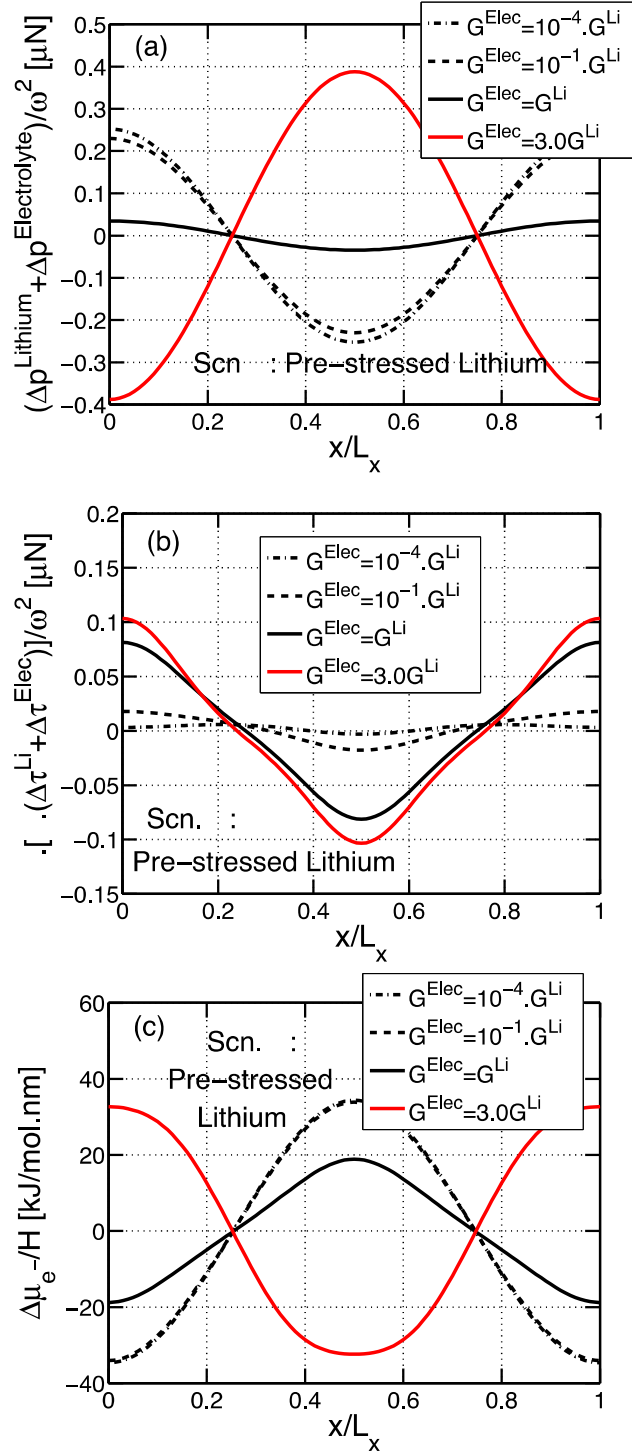 (a)
G^Elec=10^−4.G^Li
G^Elec=10^−1.G^Li
G^Elec=G^Li
G^Elec=3.0G^Li
(Δp^Lithium+Δp^Electrolyte)/ω^2 [μN]
0.5
0.4
0.3
0.2
0.1
0
−0.1
−0.2
−0.3
−0.4
Scn : Pre−stressed Lithium
0 0.2 0.4 0.6 0.8 1
x/L_x
(b)
G^Elec=10^−4.G^Li
G^Elec=10^−1.G^Li
G^Elec=G^Li
G^Elec=3.0G^Li
.[ .(Δτ^Li+Δτ^Elec)]/ω^2 [μN]
0.2
0.15
0.1
0.05
0
−0.05
−0.1
−0.15
Scn. :
Pre−stressed Lithium
0 0.2 0.4 0.6 0.8 1
x/L_x
(c)
Scn. :
Pre−stressed
Lithium
G^Elec=10^−4.G^Li
G^Elec=10^−1.G^Li
G^Elec=G^Li
G^Elec=3.0G^Li
Δμ_e^−/H [kJ/mol.nm]
60
40
20
0
−20
−40
0 0.2 0.4 0.6 0.8 1
x/L_x